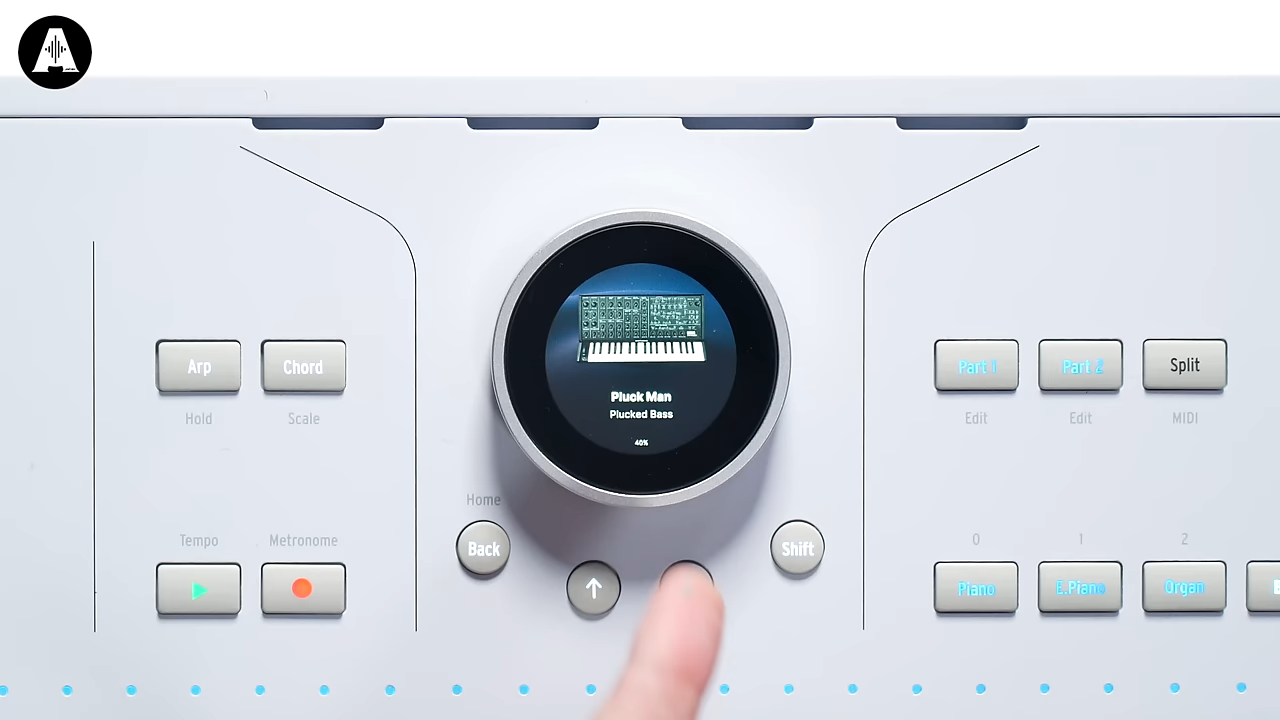 A
Arp
Chord
Hold
Scale
Pluck Man
Plucked Bass
40%
Part 1
Part 2
Split
Edit
Edit
MIDI
Home
Back
Shift
Tempo
Metronome
0
1
2
Piano
E.Piano
Organ